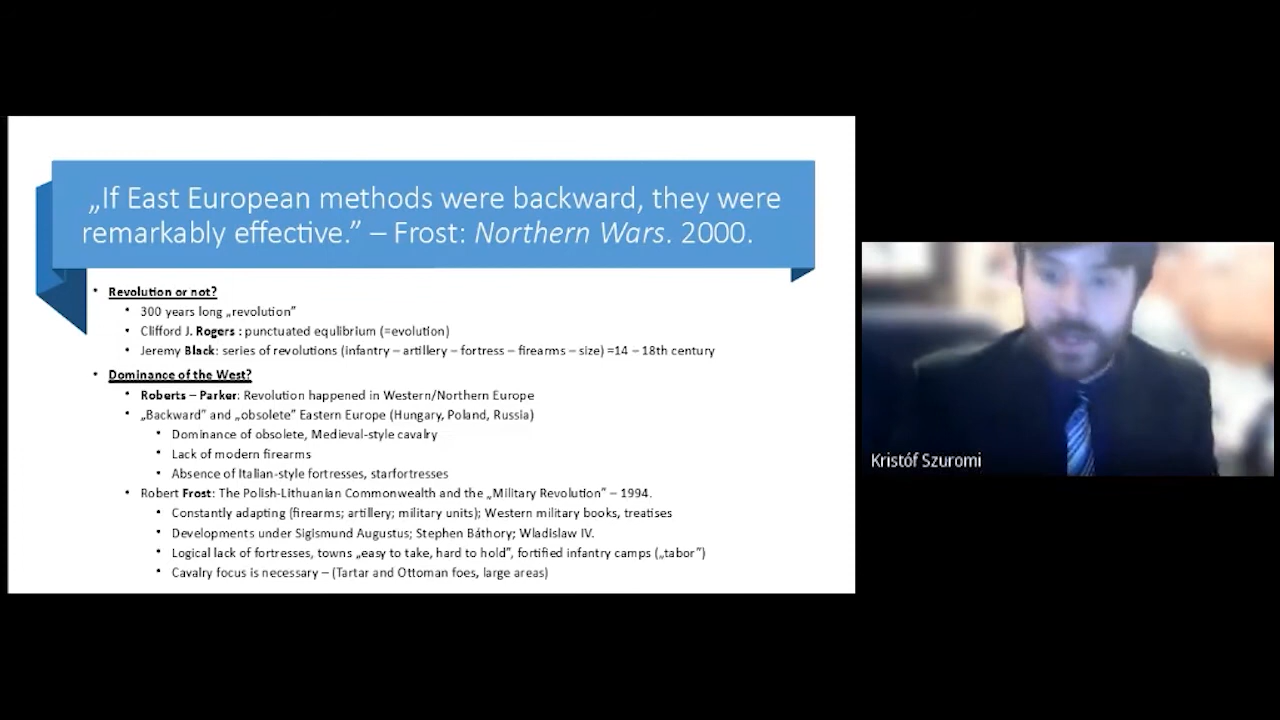 „If East European methods were backward, they were
remarkably effective.” – Frost: Northern Wars. 2000.
• Revolution or not?
• 300 years long „revolution”
• Clifford J. Rogers : punctuated equlibrium (=evolution)
• Jeremy Black: series of revolutions (infantry – artillery – fortress – firearms – size) =14 – 18th century
• Dominance of the West?
• Roberts – Parker: Revolution happened in Western/Northern Europe
• „Backward” and „obsolete” Eastern Europe (Hungary, Poland, Russia)
• Dominance of obsolete, Medieval-style cavalry
• Lack of modern firearms
• Absence of Italian-style fortresses, starfortresses
• Robert Frost: The Polish-Lithuanian Commonwealth and the „Military Revolution” – 1994.
• Constantly adapting (firearms; artillery; military units); Western military books, treatises
• Developments under Sigismund Augustus; Stephen Báthory; Wladislaw IV.
• Logical lack of fortresses, towns „easy to take, hard to hold”, fortified infantry camps („tabor”)
• Cavalry focus is necessary – (Tartar and Ottoman foes, large areas)
Kristóf Szuromi